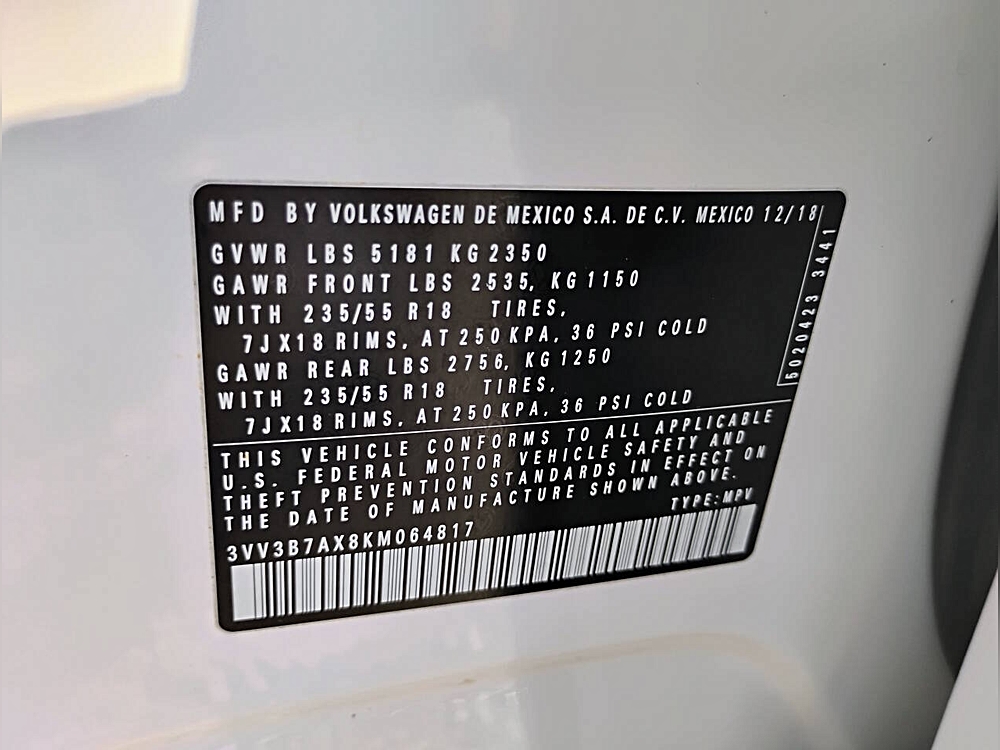 MFD BY VOLKSWAGEN DE MEXICO S.A. DE C.V. MEXICO 12/18
GVWR LBS 5181 KG 2350
GAWR FRONT LBS 2535, KG 1150
WITH 235/55 R18 TIRES,
7J X18 RIMS, AT 250 KPA, 36 PSI COLD
GAWR REAR LBS 2756, KG 1250
WITH 235/55 R18 TIRES,
7J X18 RIMS, AT 250 KPA, 36 PSI COLD
5020423 3441
THIS VEHICLE CONFORMS TO ALL APPLICABLE
U.S. FEDERAL MOTOR VEHICLE SAFETY AND
THEFT PREVENTION STANDARDS IN EFFECT ON
THE DATE OF MANUFACTURE SHOWN ABOVE.
TYPE: MPV
3VV3B7AX8KM064817